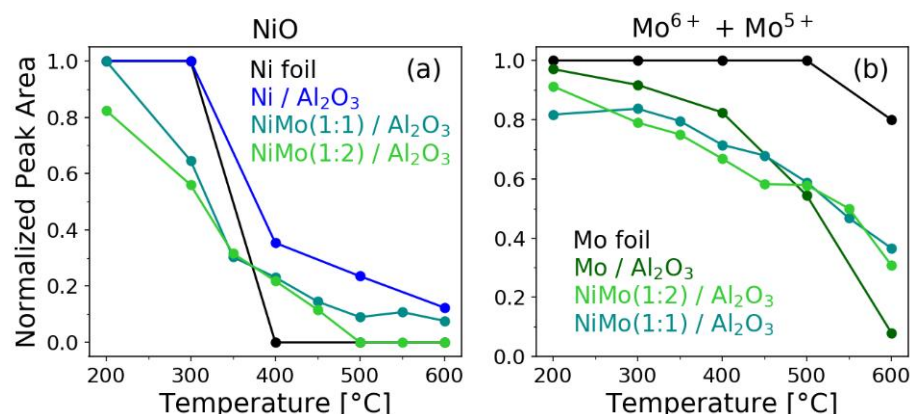 NiO
(a)
Ni foil
Ni / Al₂O₃
NiMo(1:1) / Al₂O₃
NiMo(1:2) / Al₂O₃
Normalized Peak Area
1.0
0.8
0.6
0.4
0.2
0.0
200 300 400 500 600
Temperature [°C]
Mo⁶⁺ + Mo⁵⁺
(b)
Mo foil
Mo / Al₂O₃
NiMo(1:2) / Al₂O₃
NiMo(1:1) / Al₂O₃
1.0
0.8
0.6
0.4
0.2
0.0
200 300 400 500 600
Temperature [°C]